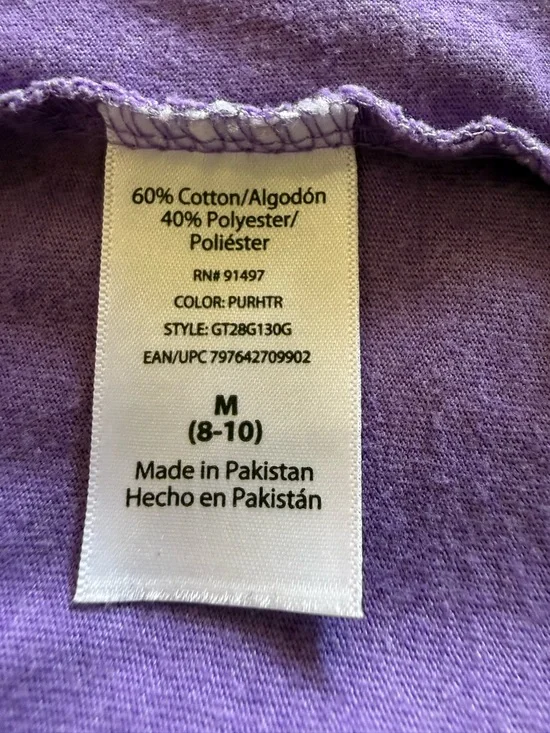 60% Cotton/Algodón
40% Polyester/
Poliéster
RN# 91497
COLOR: PURHTR
STYLE: GT28G130G
EAN/UPC 797642709902
M
(8-10)
Made in Pakistan
Hecho en Pakistán